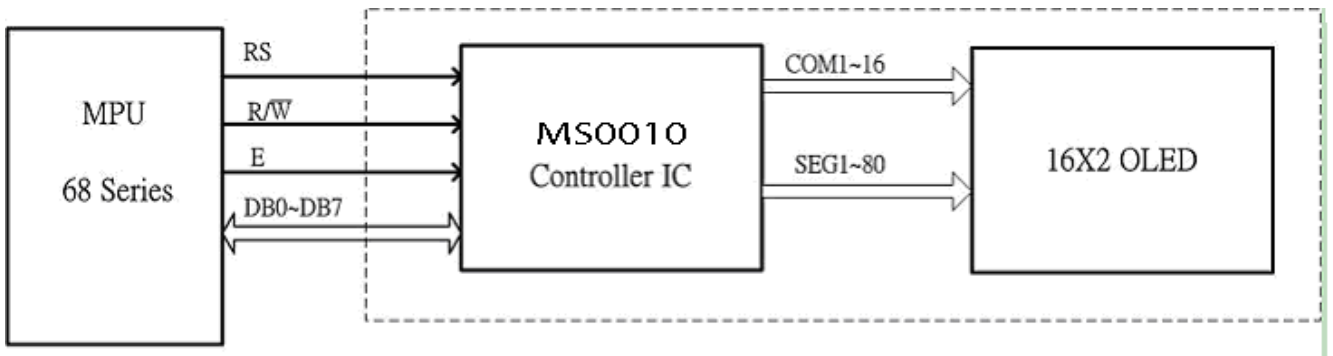 MPU
68 Series
RS
R/W̅
E
DB0~DB7
MS0010
Controller IC
COM1~16
SEG1~80
16X2 OLED